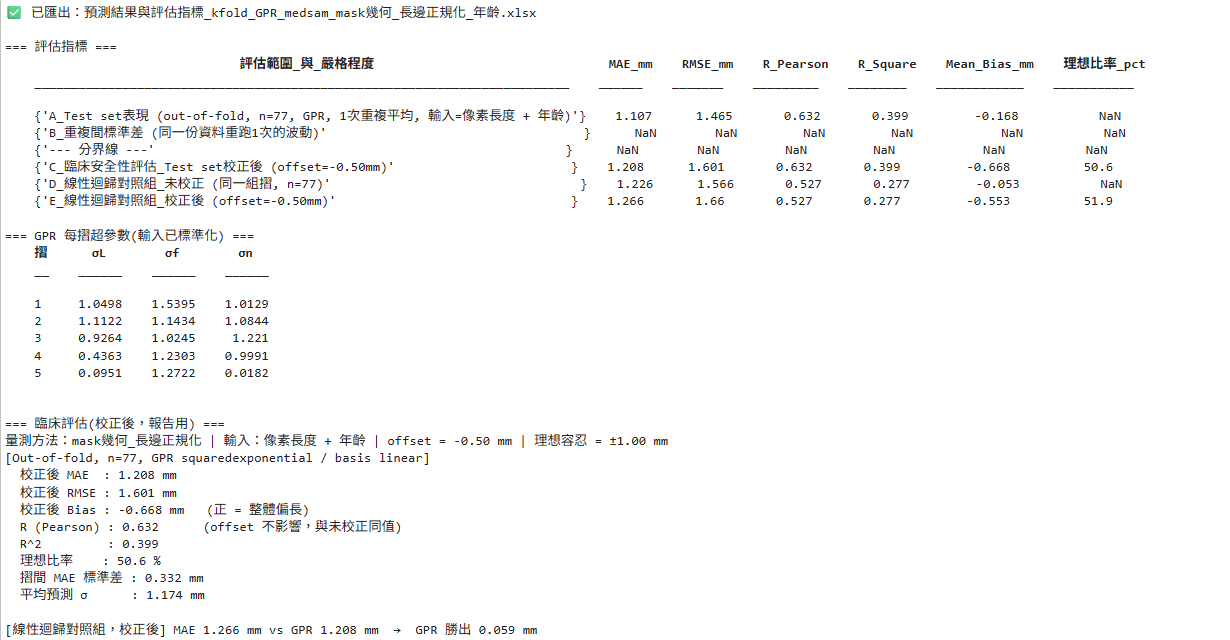 ✅ 已匯出：預測結果與評估指標_kfold_GPR_medsam_mask幾何_長邊正規化_年齡.xlsx
=== 評估指標 ===
評估範圍_與_嚴格程度 MAE_mm RMSE_mm R_Pearson R_Square Mean_Bias_mm 理想比率_pct
{'A_Test set表現 (out-of-fold, n=77, GPR, 1次重複平均, 輸入=像素長度 + 年齡)'} 1.107 1.465 0.632 0.399 -0.168 NaN
{'B_重複間標準差 (同一份資料重跑1次的波動)' } NaN NaN NaN NaN NaN NaN
{'--- 分界線 ---' } NaN NaN NaN NaN NaN NaN
{'C_臨床安全性評估_Test set校正後 (offset=-0.50mm)' } 1.208 1.601 0.632 0.399 -0.668 50.6
{'D_線性迴歸對照組_未校正 (同一組摺, n=77)' } 1.226 1.566 0.527 0.277 -0.053 NaN
{'E_線性迴歸對照組_校正後 (offset=-0.50mm)' } 1.266 1.66 0.527 0.277 -0.553 51.9
=== GPR 每摺超參數(輸入已標準化) ===
摺 σL σf σn
1 1.0498 1.5395 1.0129
2 1.1122 1.1434 1.0844
3 0.9264 1.0245 1.221
4 0.4363 1.2303 0.9991
5 0.0951 1.2722 0.0182
=== 臨床評估(校正後，報告用) ===
量測方法：mask幾何_長邊正規化 | 輸入：像素長度 + 年齡 | offset = -0.50 mm | 理想容忍 = ±1.00 mm
[Out-of-fold, n=77, GPR squaredexponential / basis linear]
校正後 MAE : 1.208 mm
校正後 RMSE : 1.601 mm
校正後 Bias : -0.668 mm (正 = 整體偏長)
R (Pearson) : 0.632 (offset 不影響，與未校正同值)
R^2 : 0.399
理想比率 : 50.6 %
摺間 MAE 標準差 : 0.332 mm
平均預測 σ : 1.174 mm
[線性迴歸對照組，校正後] MAE 1.266 mm vs GPR 1.208 mm → GPR 勝出 0.059 mm